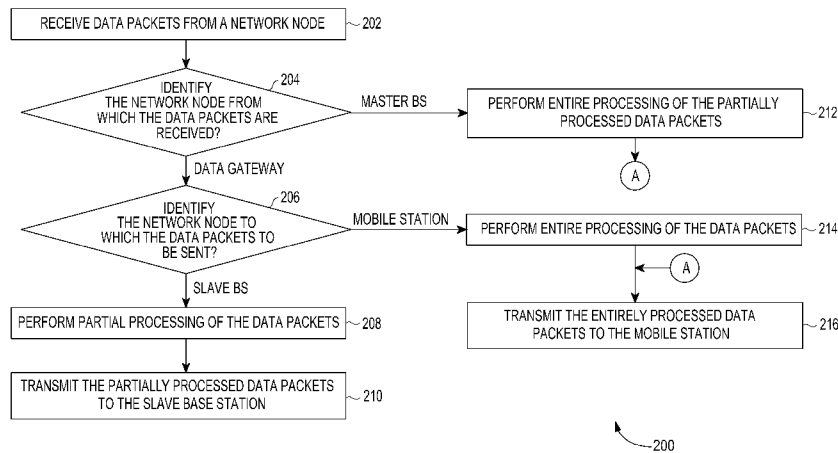 RECEIVE DATA PACKETS FROM A NETWORK NODE
202
204
IDENTIFY
THE NETWORK NODE FROM
WHICH THE DATA PACKETS ARE
RECEIVED?
MASTER BS
PERFORM ENTIRE PROCESSING OF THE PARTIALLY
PROCESSED DATA PACKETS
212
A
DATA GATEWAY
206
IDENTIFY
THE NETWORK NODE TO
WHICH THE DATA PACKETS TO
BE SENT?
MOBILE STATION
PERFORM ENTIRE PROCESSING OF THE DATA PACKETS
214
A
SLAVE BS
PERFORM PARTIAL PROCESSING OF THE DATA PACKETS
208
TRANSMIT THE ENTIRELY PROCESSED DATA
PACKETS TO THE MOBILE STATION
216
TRANSMIT THE PARTIALLY PROCESSED DATA PACKETS
TO THE SLAVE BASE STATION
210
200